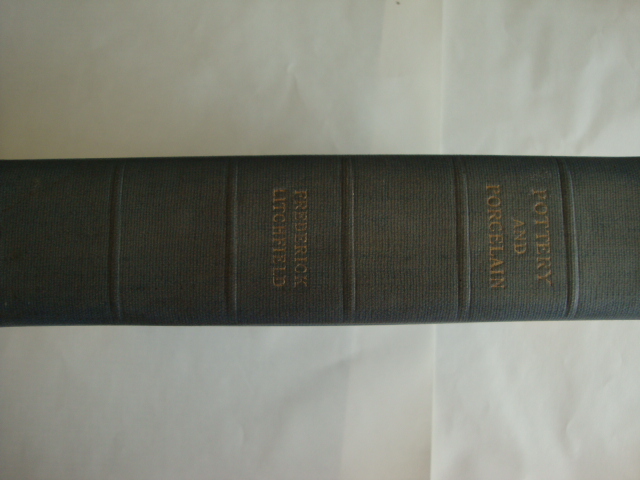 POTTERY
AND
PORCELAIN
FREDERICK
LITCHFIELD